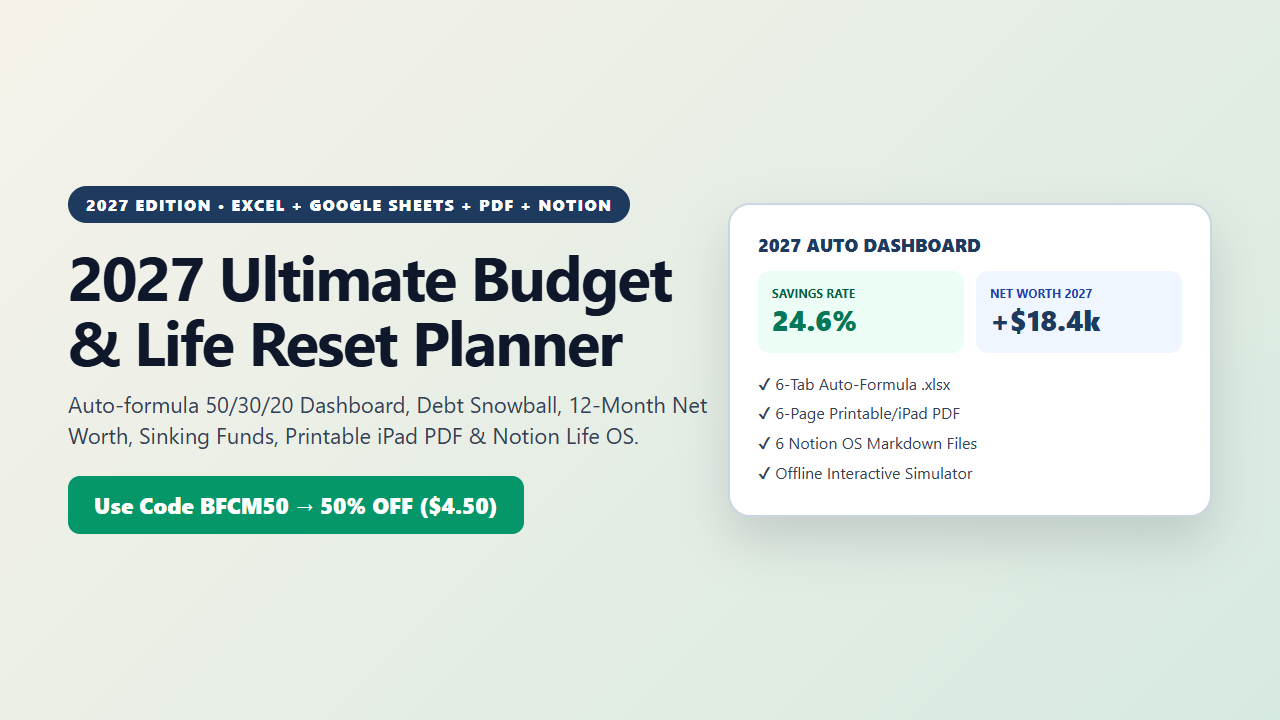 2027 EDITION • EXCEL + GOOGLE SHEETS + PDF + NOTION
2027 Ultimate Budget
& Life Reset Planner
Auto-formula 50/30/20 Dashboard, Debt Snowball, 12-Month Net
Worth, Sinking Funds, Printable iPad PDF & Notion Life OS.
Use Code BFCM50 → 50% OFF ($4.50)
2027 AUTO DASHBOARD
SAVINGS RATE
24.6%
NET WORTH 2027
+$18.4k
✓ 6-Tab Auto-Formula .xlsx
✓ 6-Page Printable/iPad PDF
✓ 6 Notion OS Markdown Files
✓ Offline Interactive Simulator